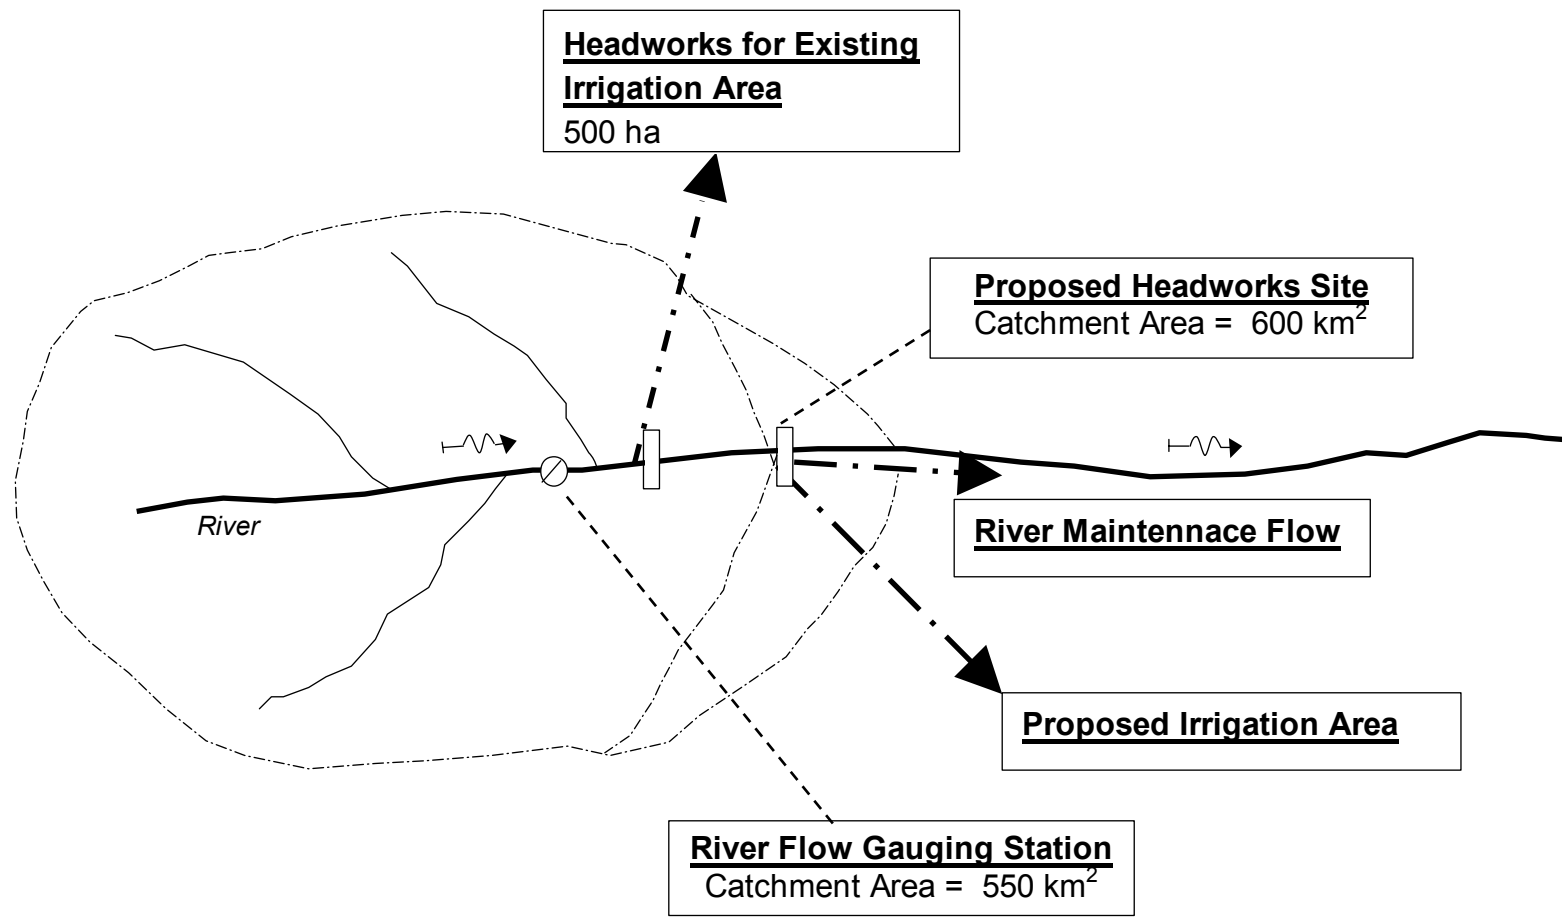 Headworks for Existing
Irrigation Area
500 ha
Proposed Headworks Site
Catchment Area = 600 km²
River
River Maintennace Flow
Proposed Irrigation Area
River Flow Gauging Station
Catchment Area = 550 km²